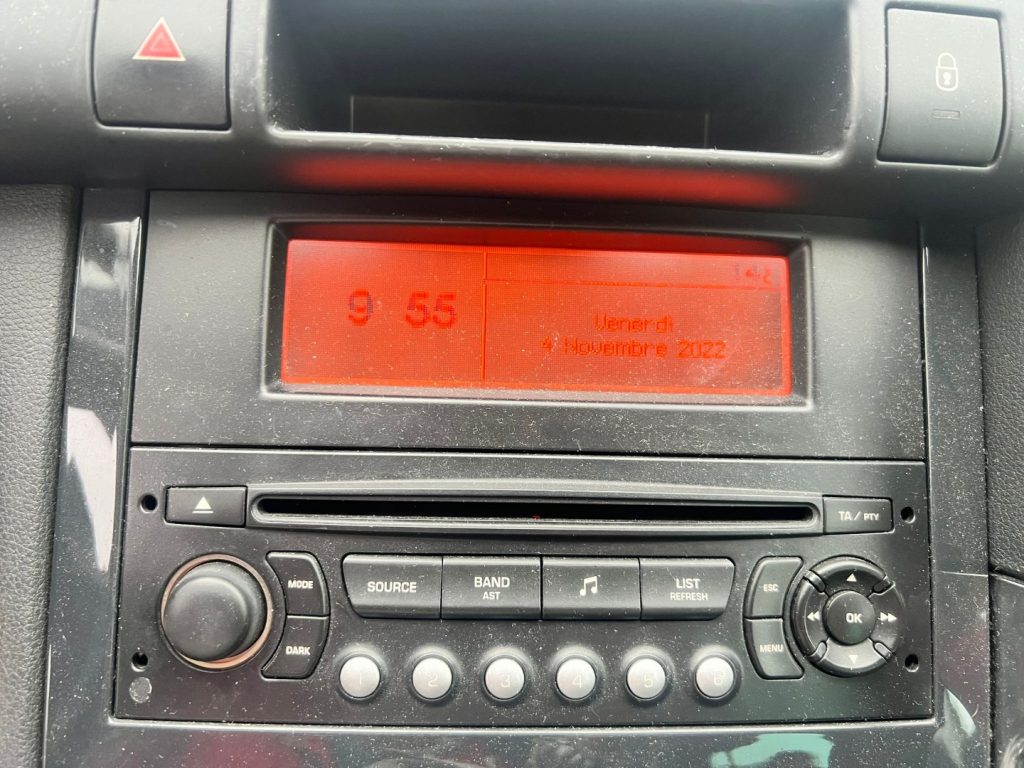 9 55
Venerdì
4 Novembre 2022
TA / PTY
MODE
DARK
SOURCE
BAND
AST
LIST
REFRESH
ESC
MENU
OK
1 2 3 4 5 6